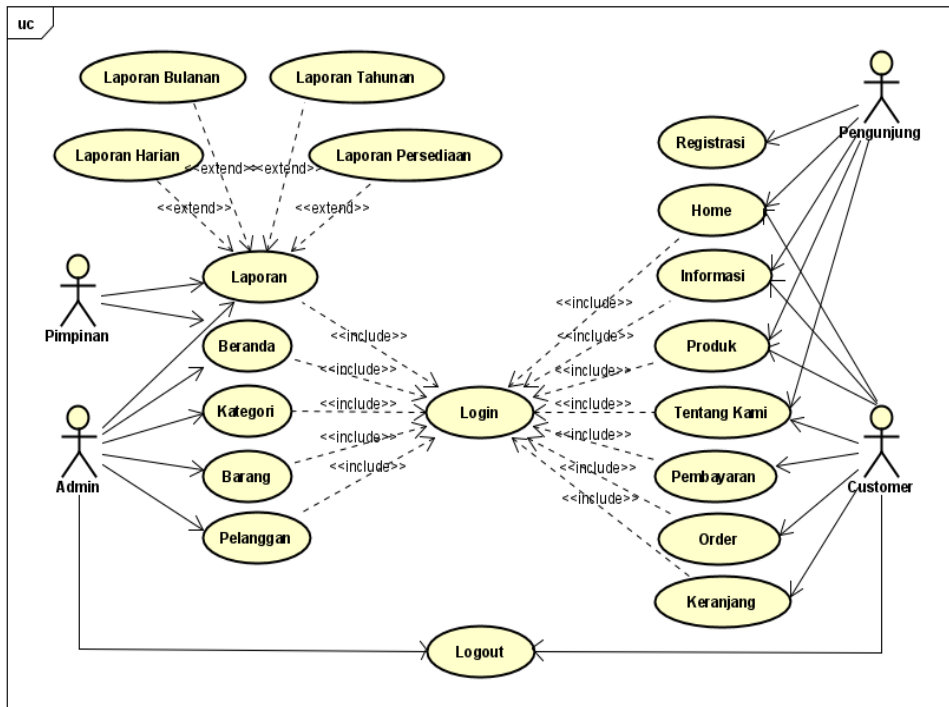 uc
Laporan Bulanan
Laporan Tahunan
Laporan Harian
Laporan Persediaan
<<extend>>
<<extend>>
<<extend>>
<<extend>>
Pengunjung
Registrasi
Home
Informasi
Produk
Tentang Kami
Pembayaran
Order
Keranjang
Customer
Pimpinan
Admin
Laporan
Beranda
Kategori
Barang
Pelanggan
<<include>>
<<include>>
<<include>>
<<include>>
<<include>>
Login
<<include>>
<<include>>
<<include>>
<<include>>
<<include>>
<<include>>
<<include>>
Logout